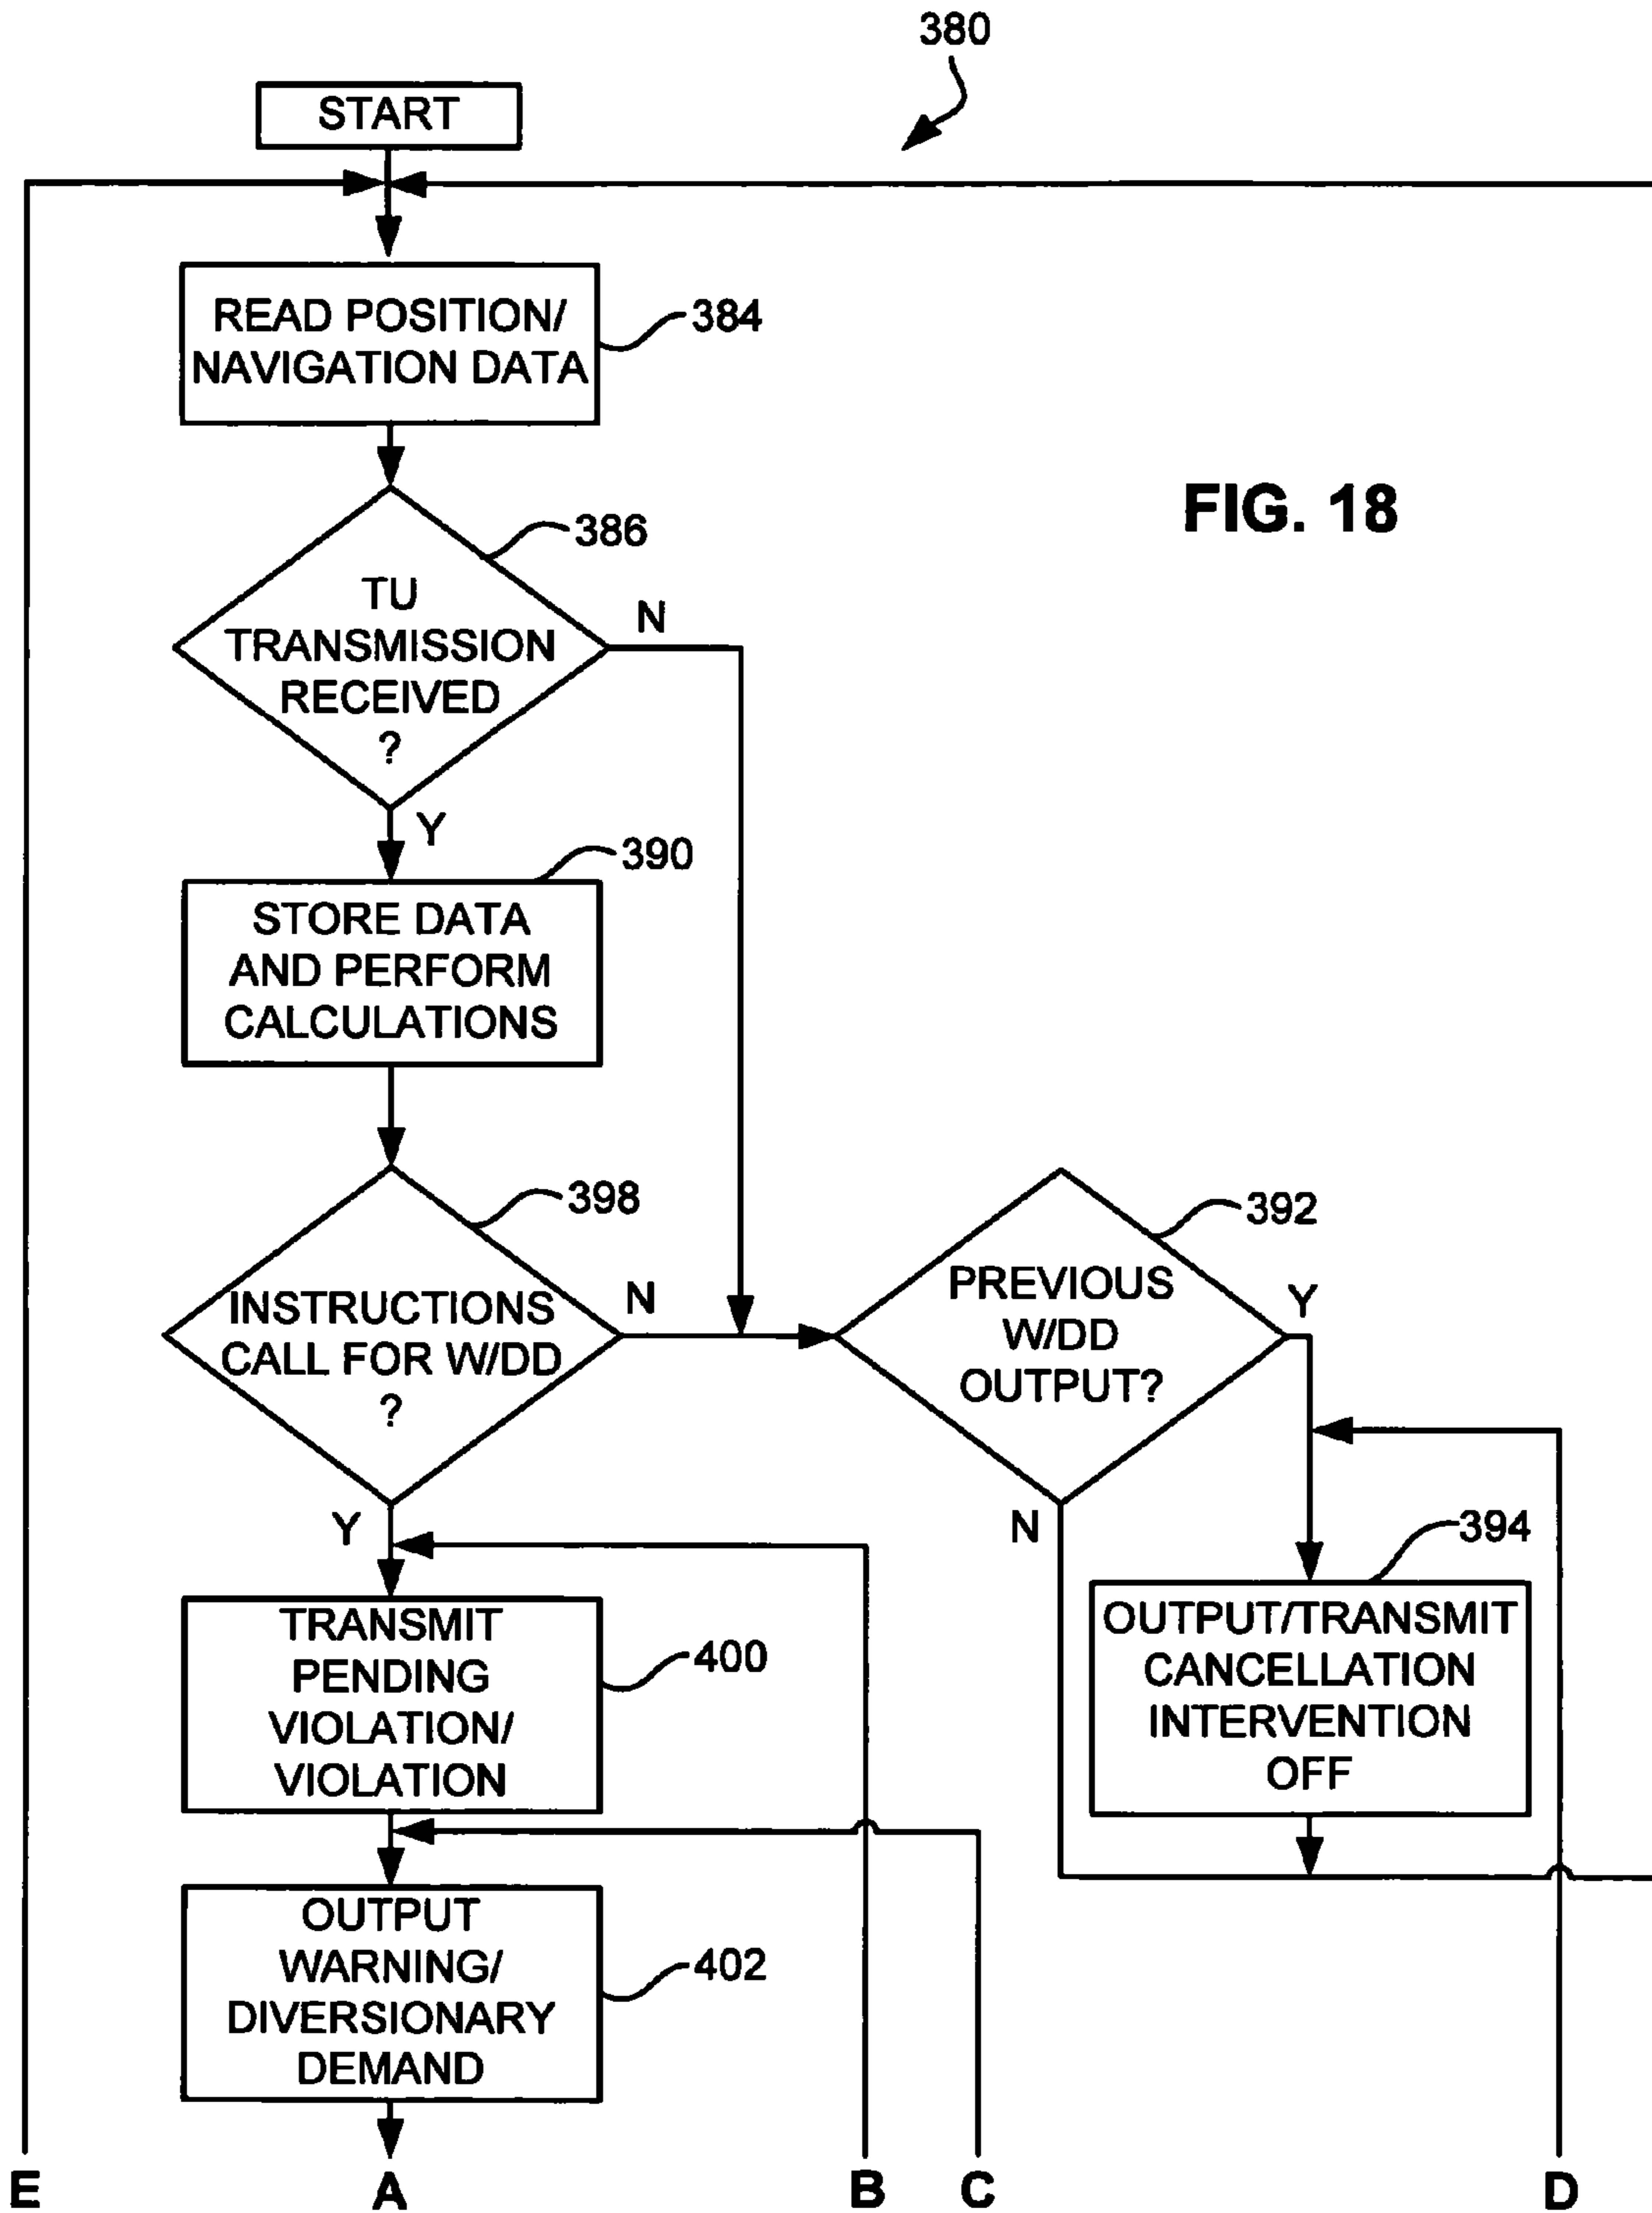 380
START
READ POSITION/
NAVIGATION DATA
384
FIG. 18
386
TU
TRANSMISSION
RECEIVED
?
N
Y
390
STORE DATA
AND PERFORM
CALCULATIONS
398
INSTRUCTIONS
CALL FOR W/DD
?
N
Y
392
PREVIOUS
W/DD
OUTPUT?
Y
N
394
OUTPUT/TRANSMIT
CANCELLATION
INTERVENTION
OFF
TRANSMIT
PENDING
VIOLATION/
VIOLATION
400
OUTPUT
WARNING/
DIVERSIONARY
DEMAND
402
E
A
B
C
D